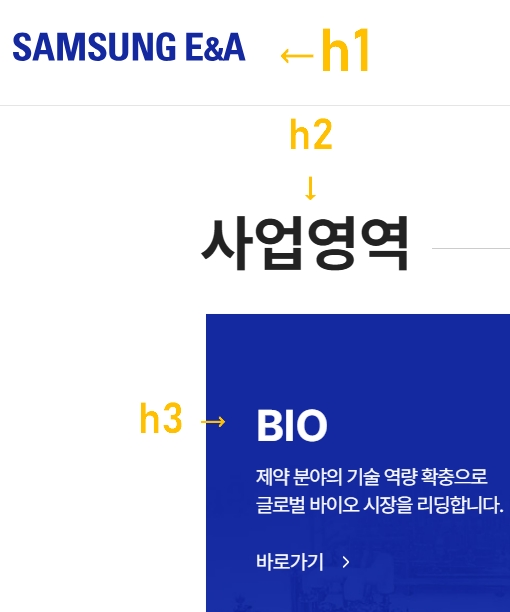 SAMSUNG E&A ←h1
h2
↓
사업영역
h3 →
BIO
제약 분야의 기술 역량 확충으로
글로벌 바이오 시장을 리딩합니다.
바로가기 >